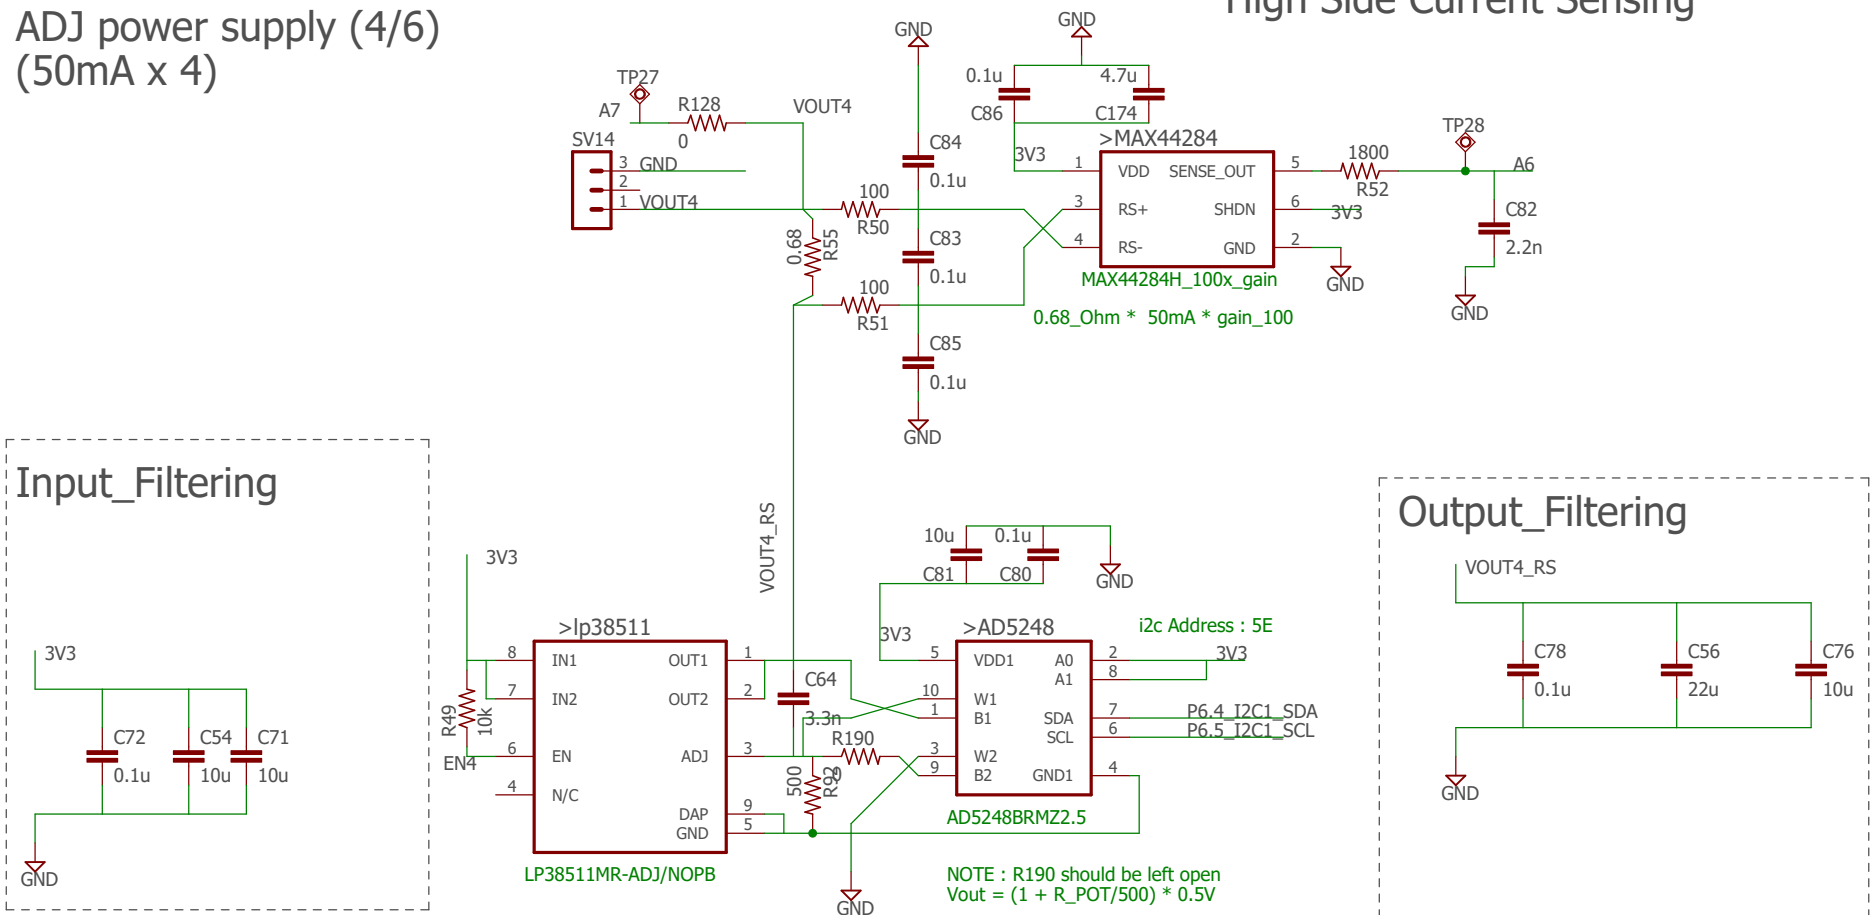 ADJ power supply (4/6)
(50mA x 4)
High Side Current Sensing
GND
GND
TP27
A7
R128
0
VOUT4
SV14
3 GND
2
1 VOUT4
100
R50
0.68
R55
100
R51
C84
0.1u
C83
0.1u
C85
0.1u
GND
0.1u
C86
4.7u
C174
>MAX44284
3V3
1 VDD SENSE_OUT 5
3 RS+ SHDN 6
4 RS- GND 2
MAX44284H_100x_gain
0.68_Ohm * 50mA * gain_100
1800
R52
3V3
GND
TP28
A6
C82
2.2n
GND
Input_Filtering
3V3
C72
0.1u
C54
10u
C71
10u
GND
3V3
R49
10k
EN4
VOUT4_RS
>lp38511
8 IN1 OUT1 1
7 IN2 OUT2 2
6 EN ADJ 3
4 N/C
DAP 9
GND 5
LP38511MR-ADJ/NOPB
C64
3.3n
R190
0
500
R92
10u
C81
0.1u
C80
GND
3V3
>AD5248
i2c Address : 5E
5 VDD1 A0 2
3V3
A1 8
10 W1
1 B1 SDA 7
P6.4_I2C1_SDA
SCL 6
P6.5_I2C1_SCL
3 W2
9 B2 GND1 4
AD5248BRMZ2.5
GND
NOTE : R190 should be left open
Vout = (1 + R_POT/500) * 0.5V
Output_Filtering
VOUT4_RS
C78
0.1u
C56
22u
C76
10u
GND